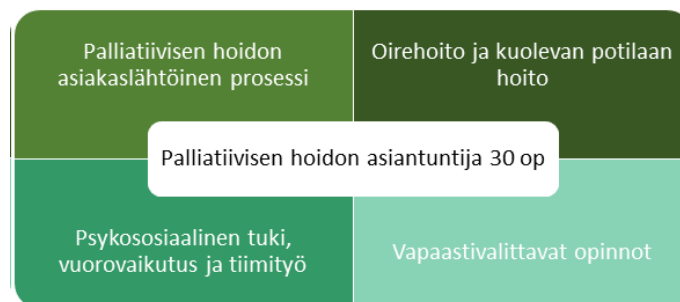 Palliatiivisen hoidon
asiakaslähtöinen prosessi
Oirehoito ja kuolevan potilaan
hoito
Palliatiivisen hoidon asiantuntija 30 op
Psykososiaalinen tuki,
vuorovaikutus ja tiimityö
Vapaastivalittavat opinnot